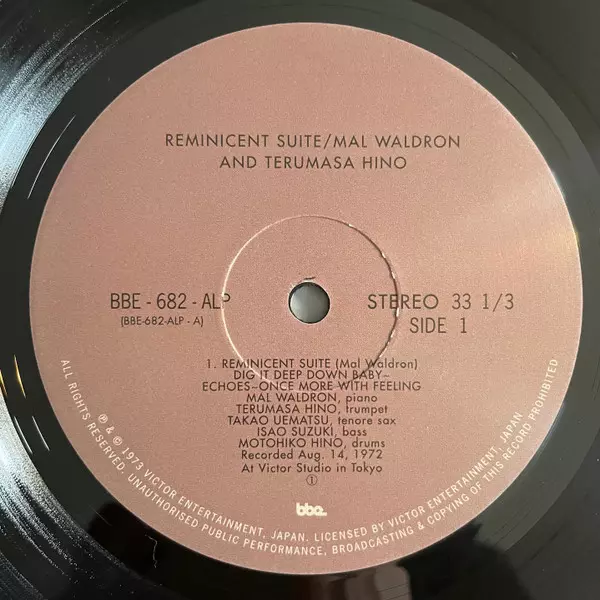 REMINICENT SUITE/MAL WALDRON
AND TERUMASA HINO
BBE - 682 - ALP
(BBE-682-ALP - A)
STEREO 33 1/3
SIDE 1
1. REMINICENT SUITE (Mal Waldron)
DIG IT DEEP DOWN BABY~
ECHOES~ONCE MORE WITH FEELING
MAL WALDRON, piano
TERUMASA HINO, trumpet
TAKAO UEMATSU, tenore sax
ISAO SUZUKI, bass
MOTOHIKO HINO, drums
Recorded Aug. 14, 1972
At Victor Studio in Tokyo
①
bbe.
℗ & © 1973 VICTOR ENTERTAINMENT, JAPAN. LICENSED BY VICTOR ENTERTAINMENT, JAPAN
ALL RIGHTS RESERVED. UNAUTHORISED PUBLIC PERFORMANCE, BROADCASTING & COPYING OF THIS RECORD PROHIBITED